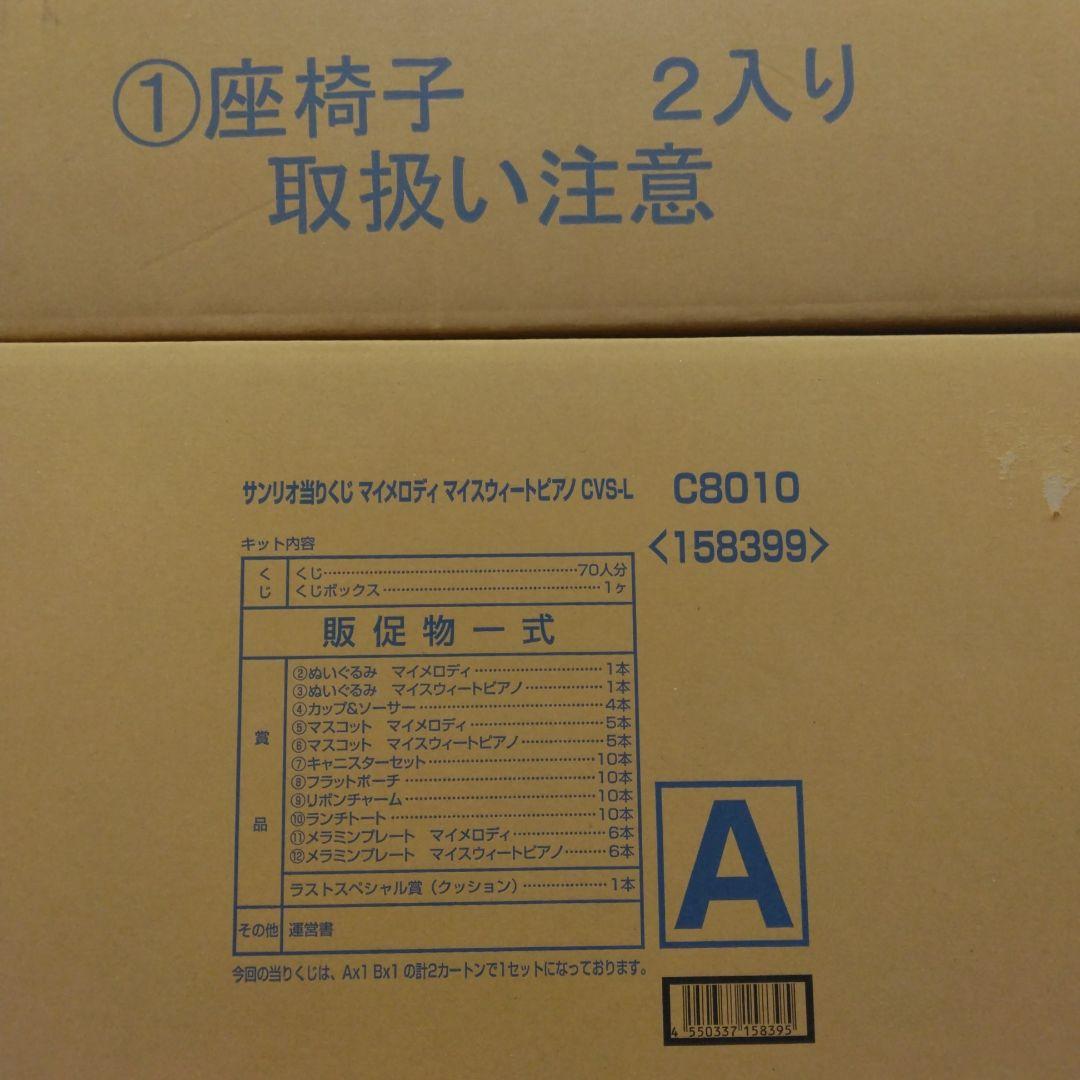 ①座椅子 2入り
取扱い注意
サンリオ当りくじ マイメロディ マイスウィートピアノ CVS-L C8010
〈158399〉
キット内容
くじ くじ 70人分
くじボックス 1ヶ
販促物一式
賞品
②ぬいぐるみ マイメロディ 1本
③ぬいぐるみ マイスウィートピアノ 1本
④カップ&ソーサー 4本
⑤マスコット マイメロディ 5本
⑥マスコット マイスウィートピアノ 5本
⑦キャニスターセット 10本
⑧フラットポーチ 10本
⑨リボンチャーム 10本
⑩ランチトート 10本
⑪メラミンプレート マイメロディ 6本
⑫メラミンプレート マイスウィートピアノ 6本
ラストスペシャル賞（クッション） 1本
その他 運営書
A
今回の当りくじは、Ax1 Bx1 の計2カートンで1セットになっております。
4 550337 158395